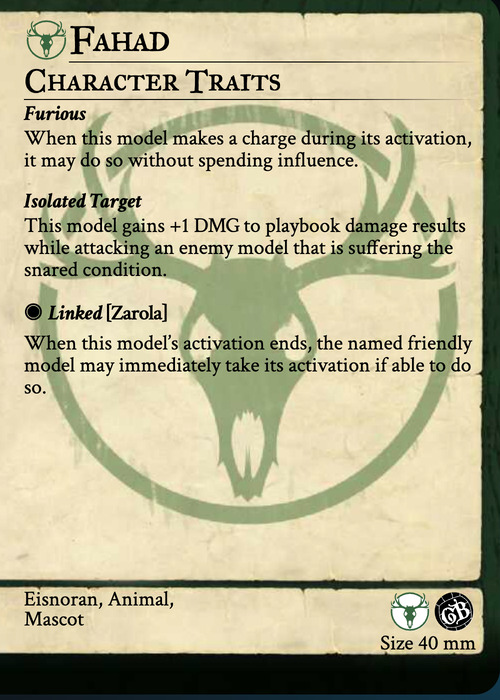 Fahad
Character Traits
Furious
When this model makes a charge during its activation,
it may do so without spending influence.
Isolated Target
This model gains +1 DMG to playbook damage results
while attacking an enemy model that is suffering the
snared condition.
Linked [Zarola]
When this model's activation ends, the named friendly
model may immediately take its activation if able to do
so.
Eisnoran, Animal,
Mascot
GB
Size 40 mm